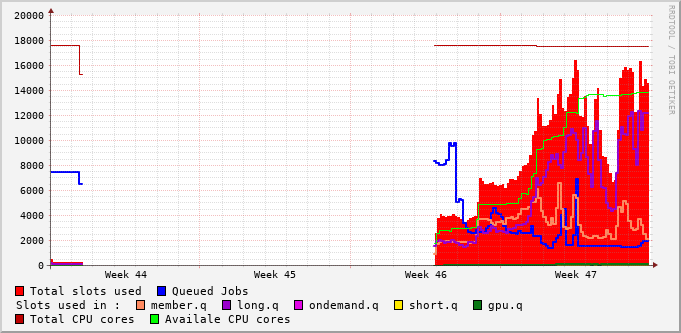 RRDTOOL / TOBI OETIKER
20000
18000
16000
14000
12000
10000
8000
6000
4000
2000
0
Week 44 Week 45 Week 46 Week 47
Total slots used Queued Jobs
Slots used in : member.q long.q ondemand.q short.q gpu.q
Total CPU cores Availale CPU cores